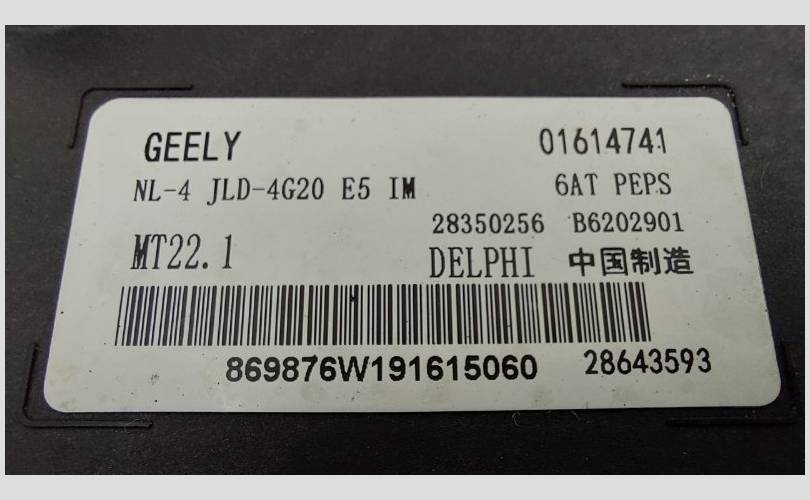 GEELY 01614741
NL-4 JLD-4G20 E5 IM 6AT PEPS
28350256 B6202901
MT22.1 DELPHI 中国制造
869876W191615060 28643593